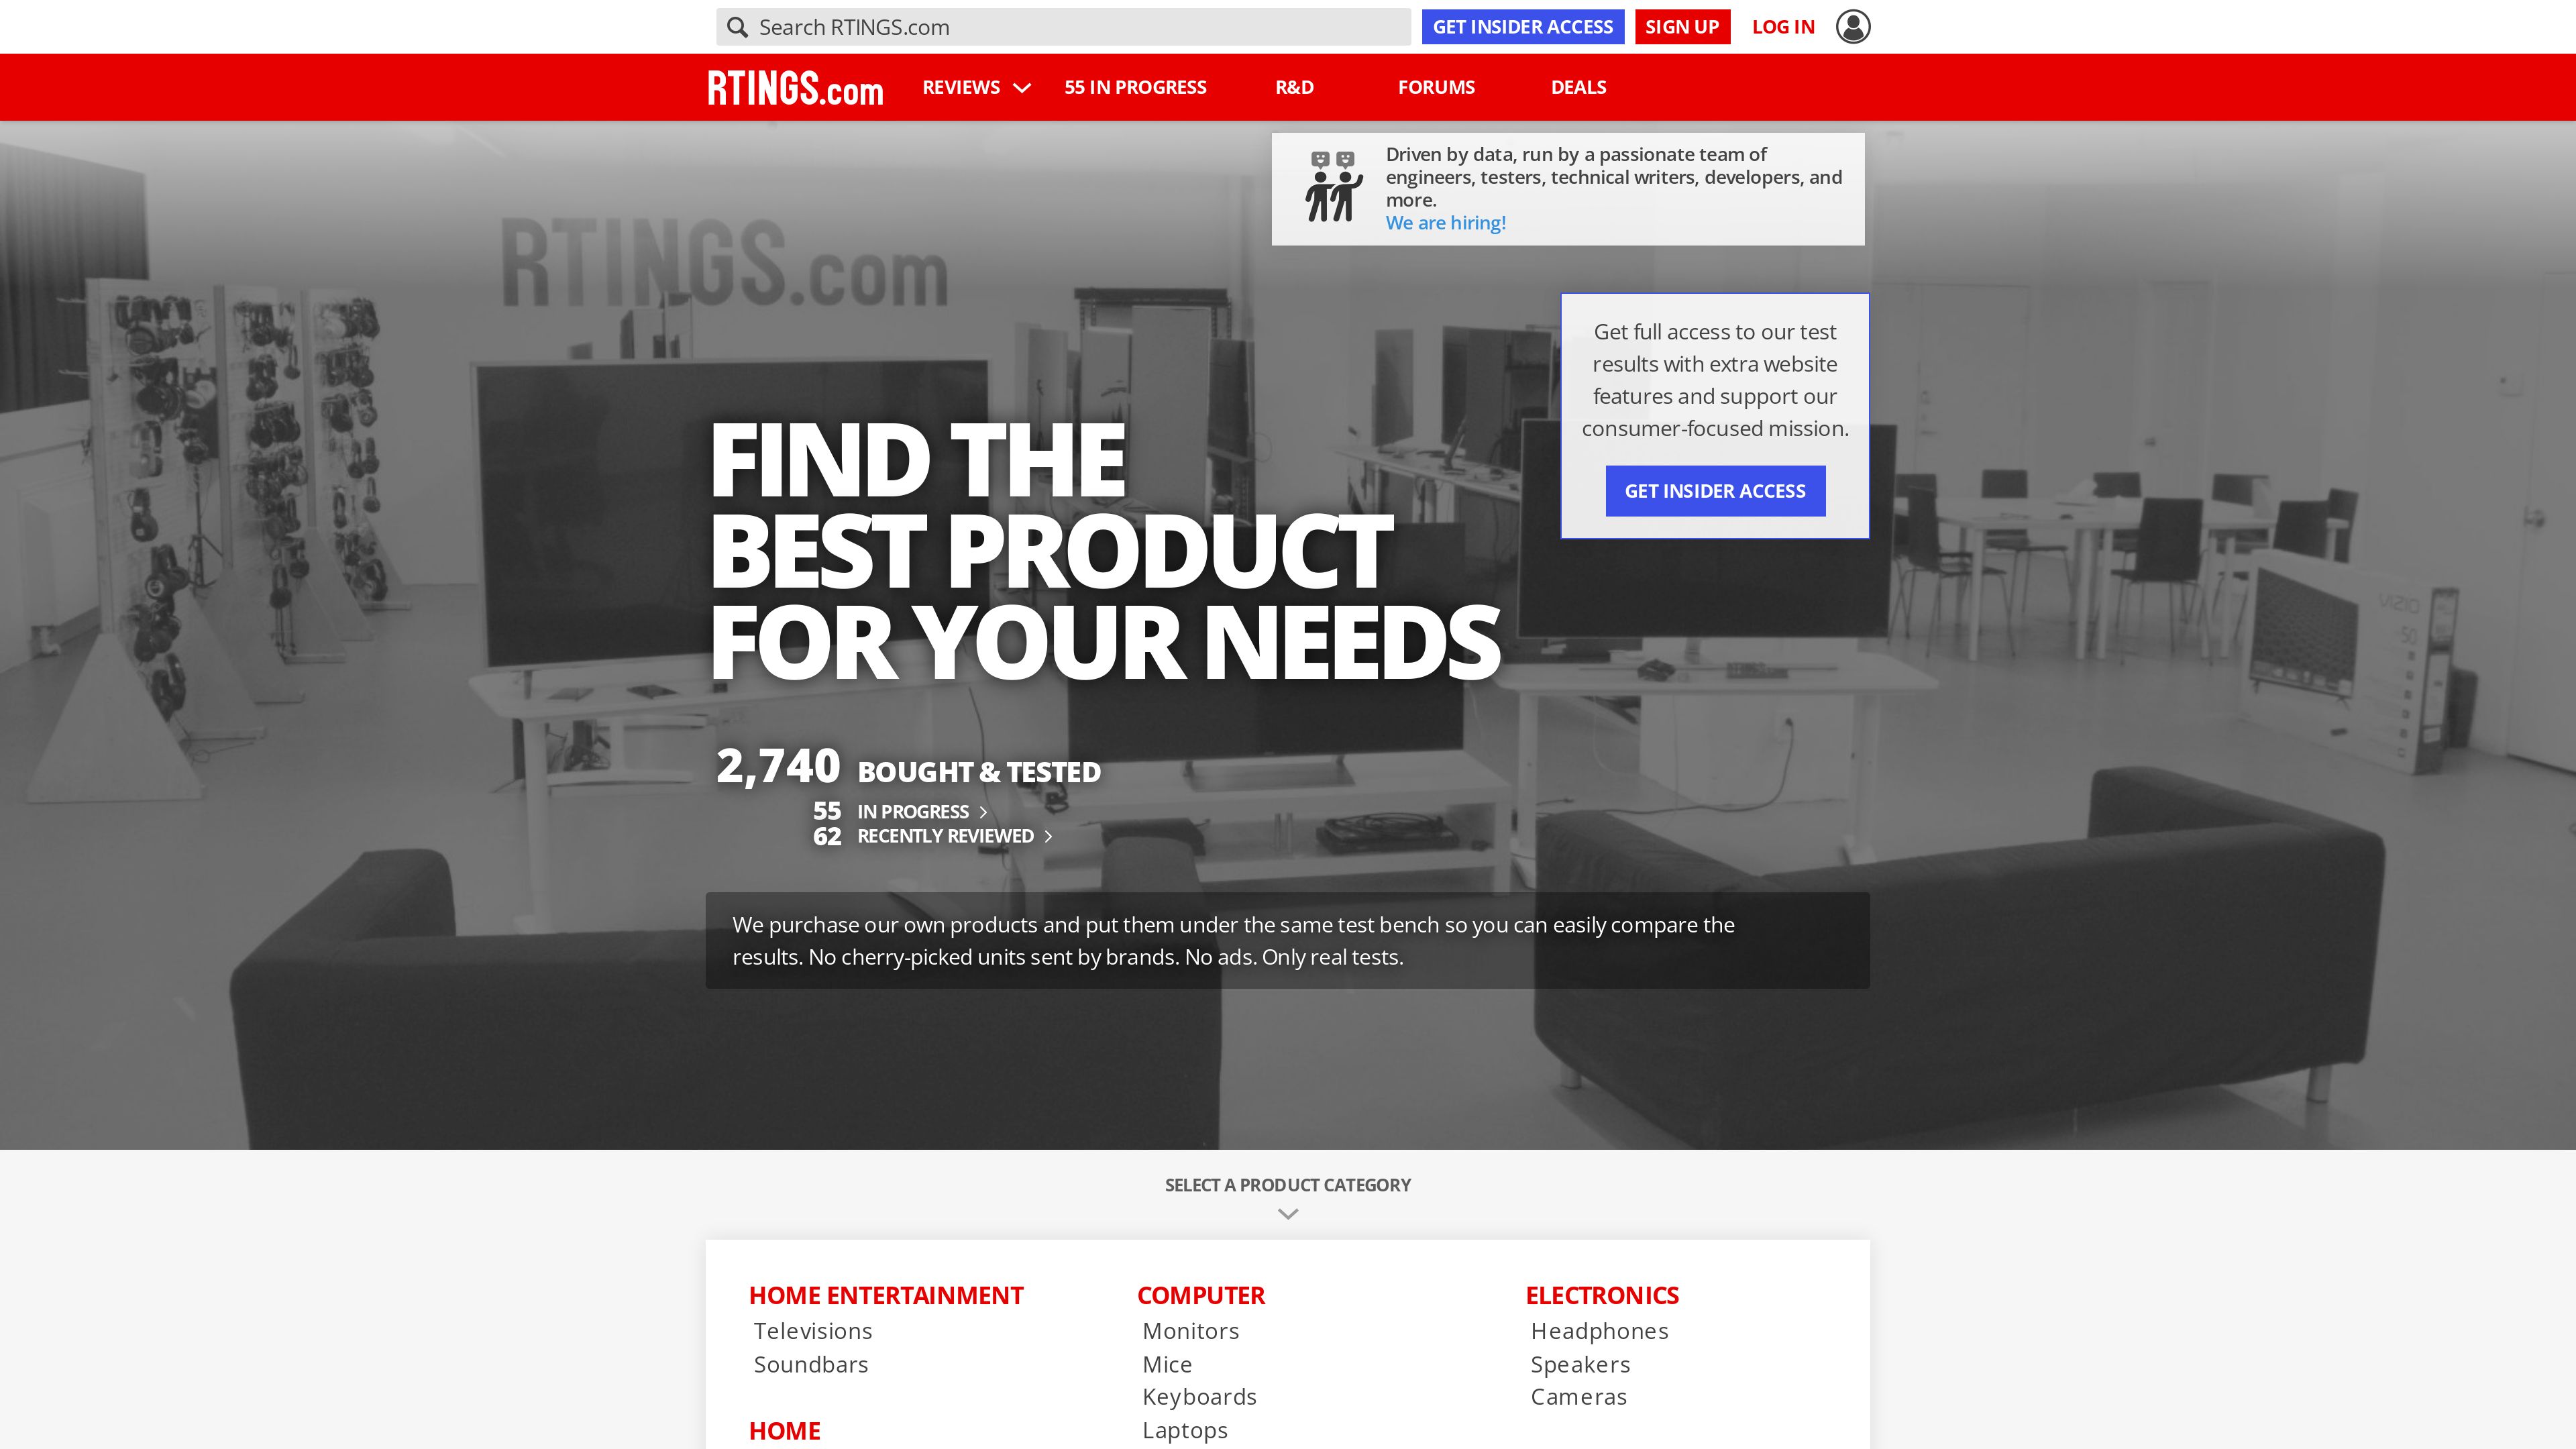 Search RTINGS.com
GET INSIDER ACCESS
SIGN UP
LOG IN
RTINGS.com
REVIEWS
55 IN PROGRESS
R&D
FORUMS
DEALS
Driven by data, run by a passionate team of
engineers, testers, technical writers, developers, and
more.
We are hiring!
RTINGS.com
Get full access to our test
results with extra website
features and support our
consumer-focused mission.
GET INSIDER ACCESS
FIND THE
BEST PRODUCT
FOR YOUR NEEDS
VIZIO
50
2,740 BOUGHT & TESTED
55 IN PROGRESS
62 RECENTLY REVIEWED
We purchase our own products and put them under the same test bench so you can easily compare the
results. No cherry-picked units sent by brands. No ads. Only real tests.
SELECT A PRODUCT CATEGORY
HOME ENTERTAINMENT
Televisions
Soundbars
HOME
COMPUTER
Monitors
Mice
Keyboards
Laptops
ELECTRONICS
Headphones
Speakers
Cameras